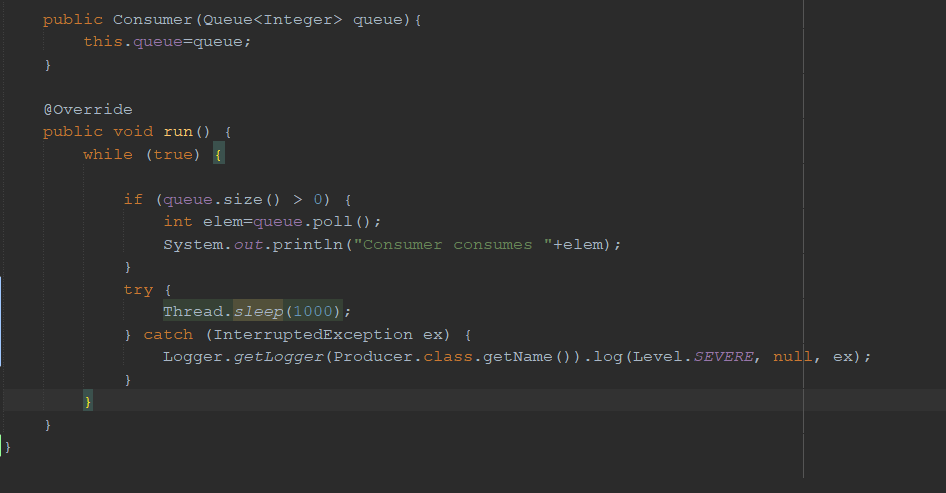 public Consumer(Queue<Integer> queue){
this.queue=queue;
}
@Override
public void run() {
while (true) {
if (queue.size() > 0) {
int elem=queue.poll();
System.out.println("Consumer consumes "+elem);
}
try {
Thread.sleep(1000);
} catch (InterruptedException ex) {
Logger.getLogger(Producer.class.getName()).log(Level.SEVERE, null, ex);
}
}
}
}